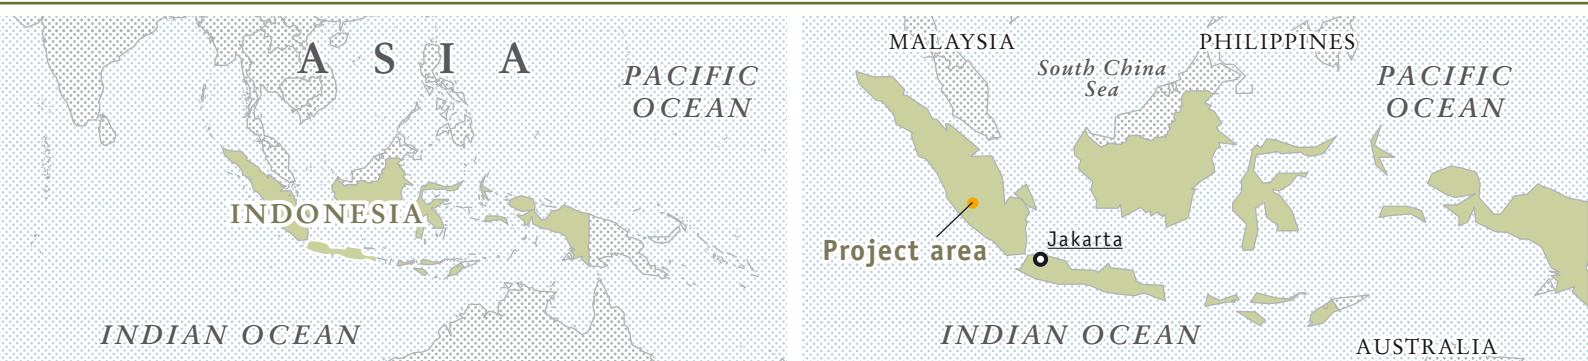 A S I A
PACIFIC
OCEAN
INDONESIA
INDIAN OCEAN
MALAYSIA
PHILIPPINES
South China
Sea
PACIFIC
OCEAN
Project area
Jakarta
INDIAN OCEAN
AUSTRALIA